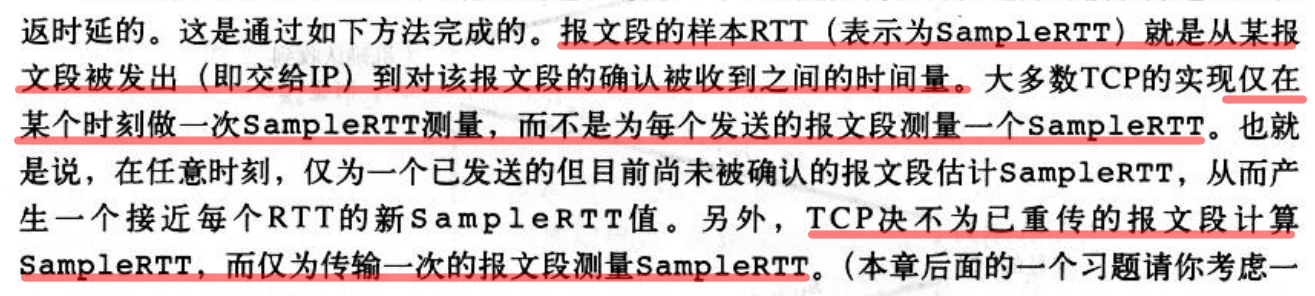 返时延的。这是通过如下方法完成的。报文段的样本RTT（表示为SampleRTT）就是从某报
文段被发出（即交给IP）到对该报文段的确认被收到之间的时间量。大多数TCP的实现仅在
某个时刻做一次SampleRTT测量，而不是为每个发送的报文段测量一个SampleRTT。也就
是说，在任意时刻，仅为一个已发送的但目前尚未被确认的报文段估计SampleRTT，从而产
生一个接近每个RTT的新SampleRTT值。另外，TCP决不为已重传的报文段计算
SampleRTT，而仅为传输一次的报文段测量SampleRTT。（本章后面的一个习题请你考虑一